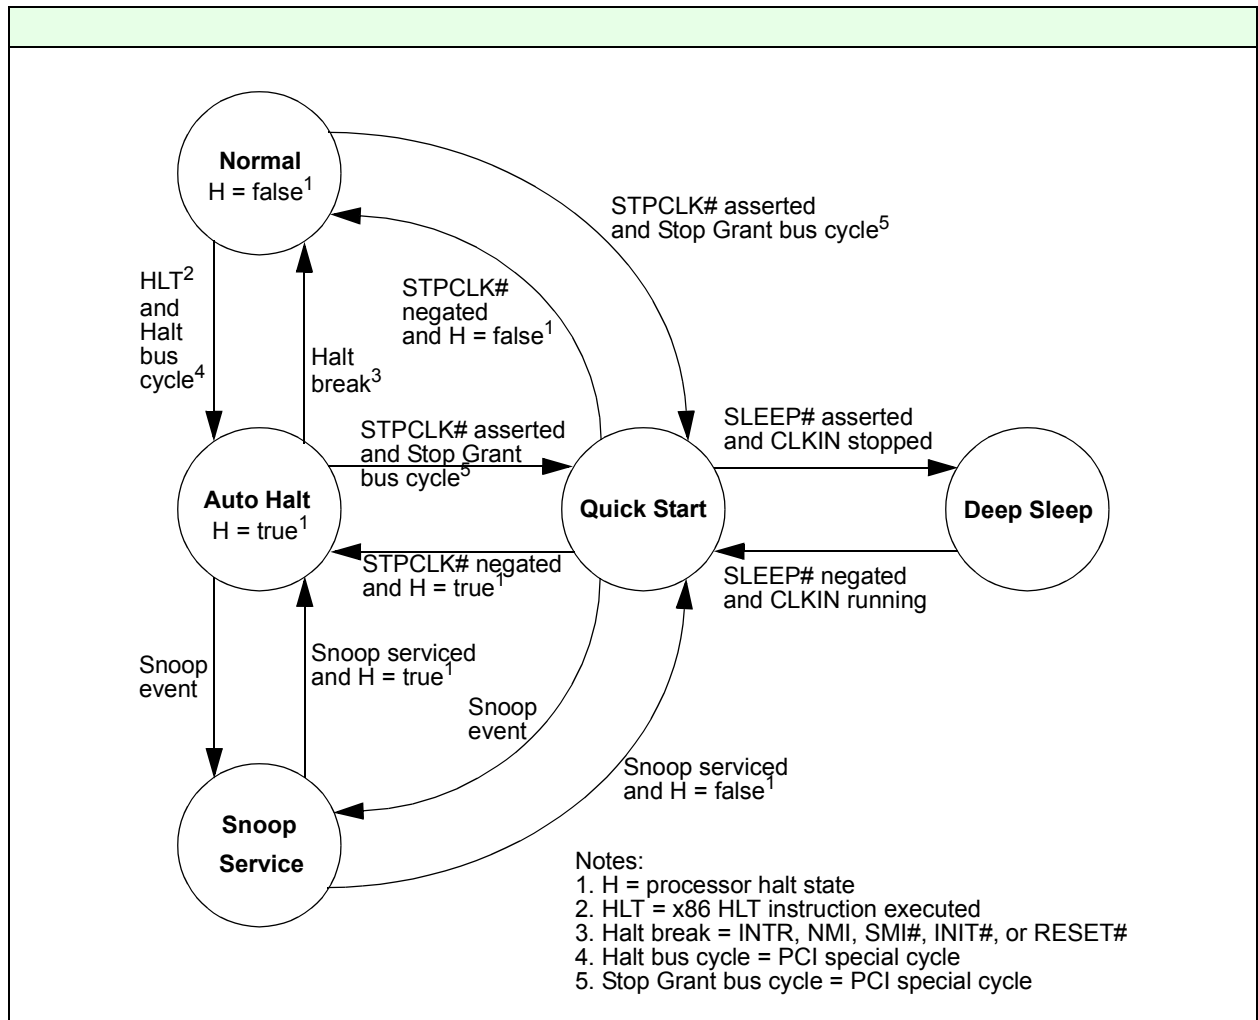 Normal
H = false1
STPCLK# asserted
and Stop Grant bus cycle5
HLT2
and
Halt
bus
cycle4
STPCLK#
negated
and H = false1
Halt
break3
STPCLK# asserted
and Stop Grant
bus cycle5
SLEEP# asserted
and CLKIN stopped
Auto Halt
H = true1
Quick Start
Deep Sleep
STPCLK# negated
and H = true1
SLEEP# negated
and CLKIN running
Snoop
event
Snoop serviced
and H = true1
Snoop
event
Snoop serviced
and H = false1
Snoop
Service
Notes:
1. H = processor halt state
2. HLT = x86 HLT instruction executed
3. Halt break = INTR, NMI, SMI#, INIT#, or RESET#
4. Halt bus cycle = PCI special cycle
5. Stop Grant bus cycle = PCI special cycle